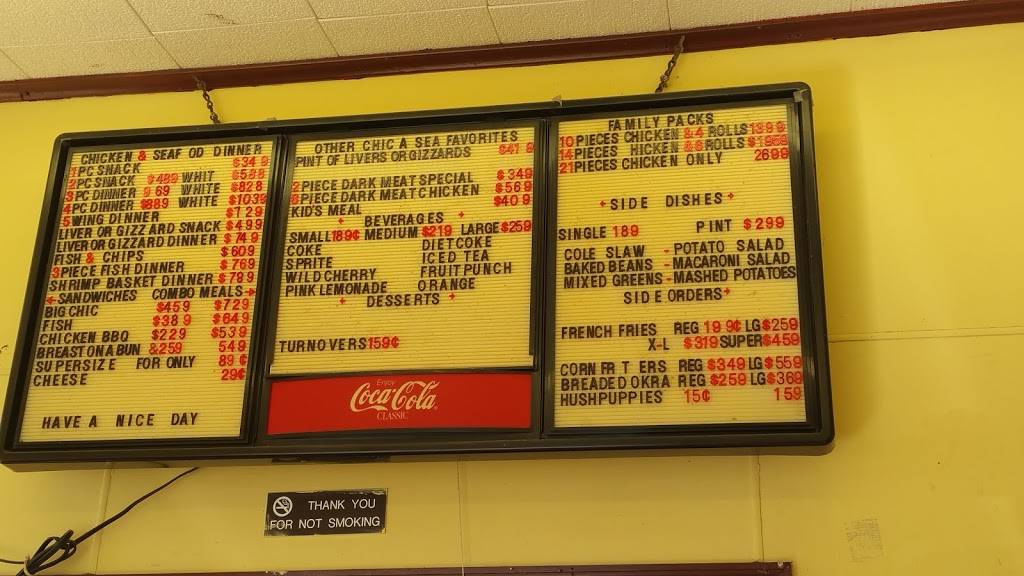 CHICKEN & SEAF OD DINNER
1PC SNACK $349
2PC SNACK $489 WHIT $588
3PC DINNER 969 WHITE $828
4PC DINNER $889 WHITE $1039
5WING DINNER $729
LIVER OR GIZZARD SNACK $499
LIVER OR GIZZARD DINNER $749
FISH & CHIPS $609
3PIECE FISH DINNER $769
SHRIMP BASKET DINNER $789
SANDWICHES COMBO MEALS
BIG CHIC $459 $729
FISH $389 $649
CHICKEN BBQ $229 $539
BREAST ON A BUN &259 549
SUPERSIZE FOR ONLY 89¢
CHEESE 29¢
HAVE A NICE DAY
OTHER CHIC A SEA FAVORITES
PINT OF LIVERS OR GIZZARDS
2PIECE DARK MEAT SPECIAL $349
PIECE DARK MEAT CHICKEN $569
KID'S MEAL $409
BEVERAGES
SMALL 189¢ MEDIUM $219 LARGE $259
COKE DIET COKE
SPRITE ICED TEA
WILD CHERRY FRUIT PUNCH
PINK LEMONADE ORANGE
DESSERTS
TURNOVERS 159¢
Enjoy
Coca-Cola
CLASSIC
FAMILY PACKS
10PIECES CHICKEN &4 ROLLS 1399
14PIECES HICKEN &6 ROLLS
21PIECES CHICKEN ONLY 2699
SIDE DISHES
SINGLE 189 PINT $299
COLE SLAW - POTATO SALAD
BAKED BEANS - MACARONI SALAD
MIXED GREENS - MASHED POTATOES
SIDE ORDERS
FRENCH FRIES REG 199¢ LG $259
X-L $319 SUPER $459
CORN FR T ERS REG $349 LG $559
BREADED OKRA REG $259 LG $369
HUSHPUPPIES 15¢ 159
THANK YOU
FOR NOT SMOKING